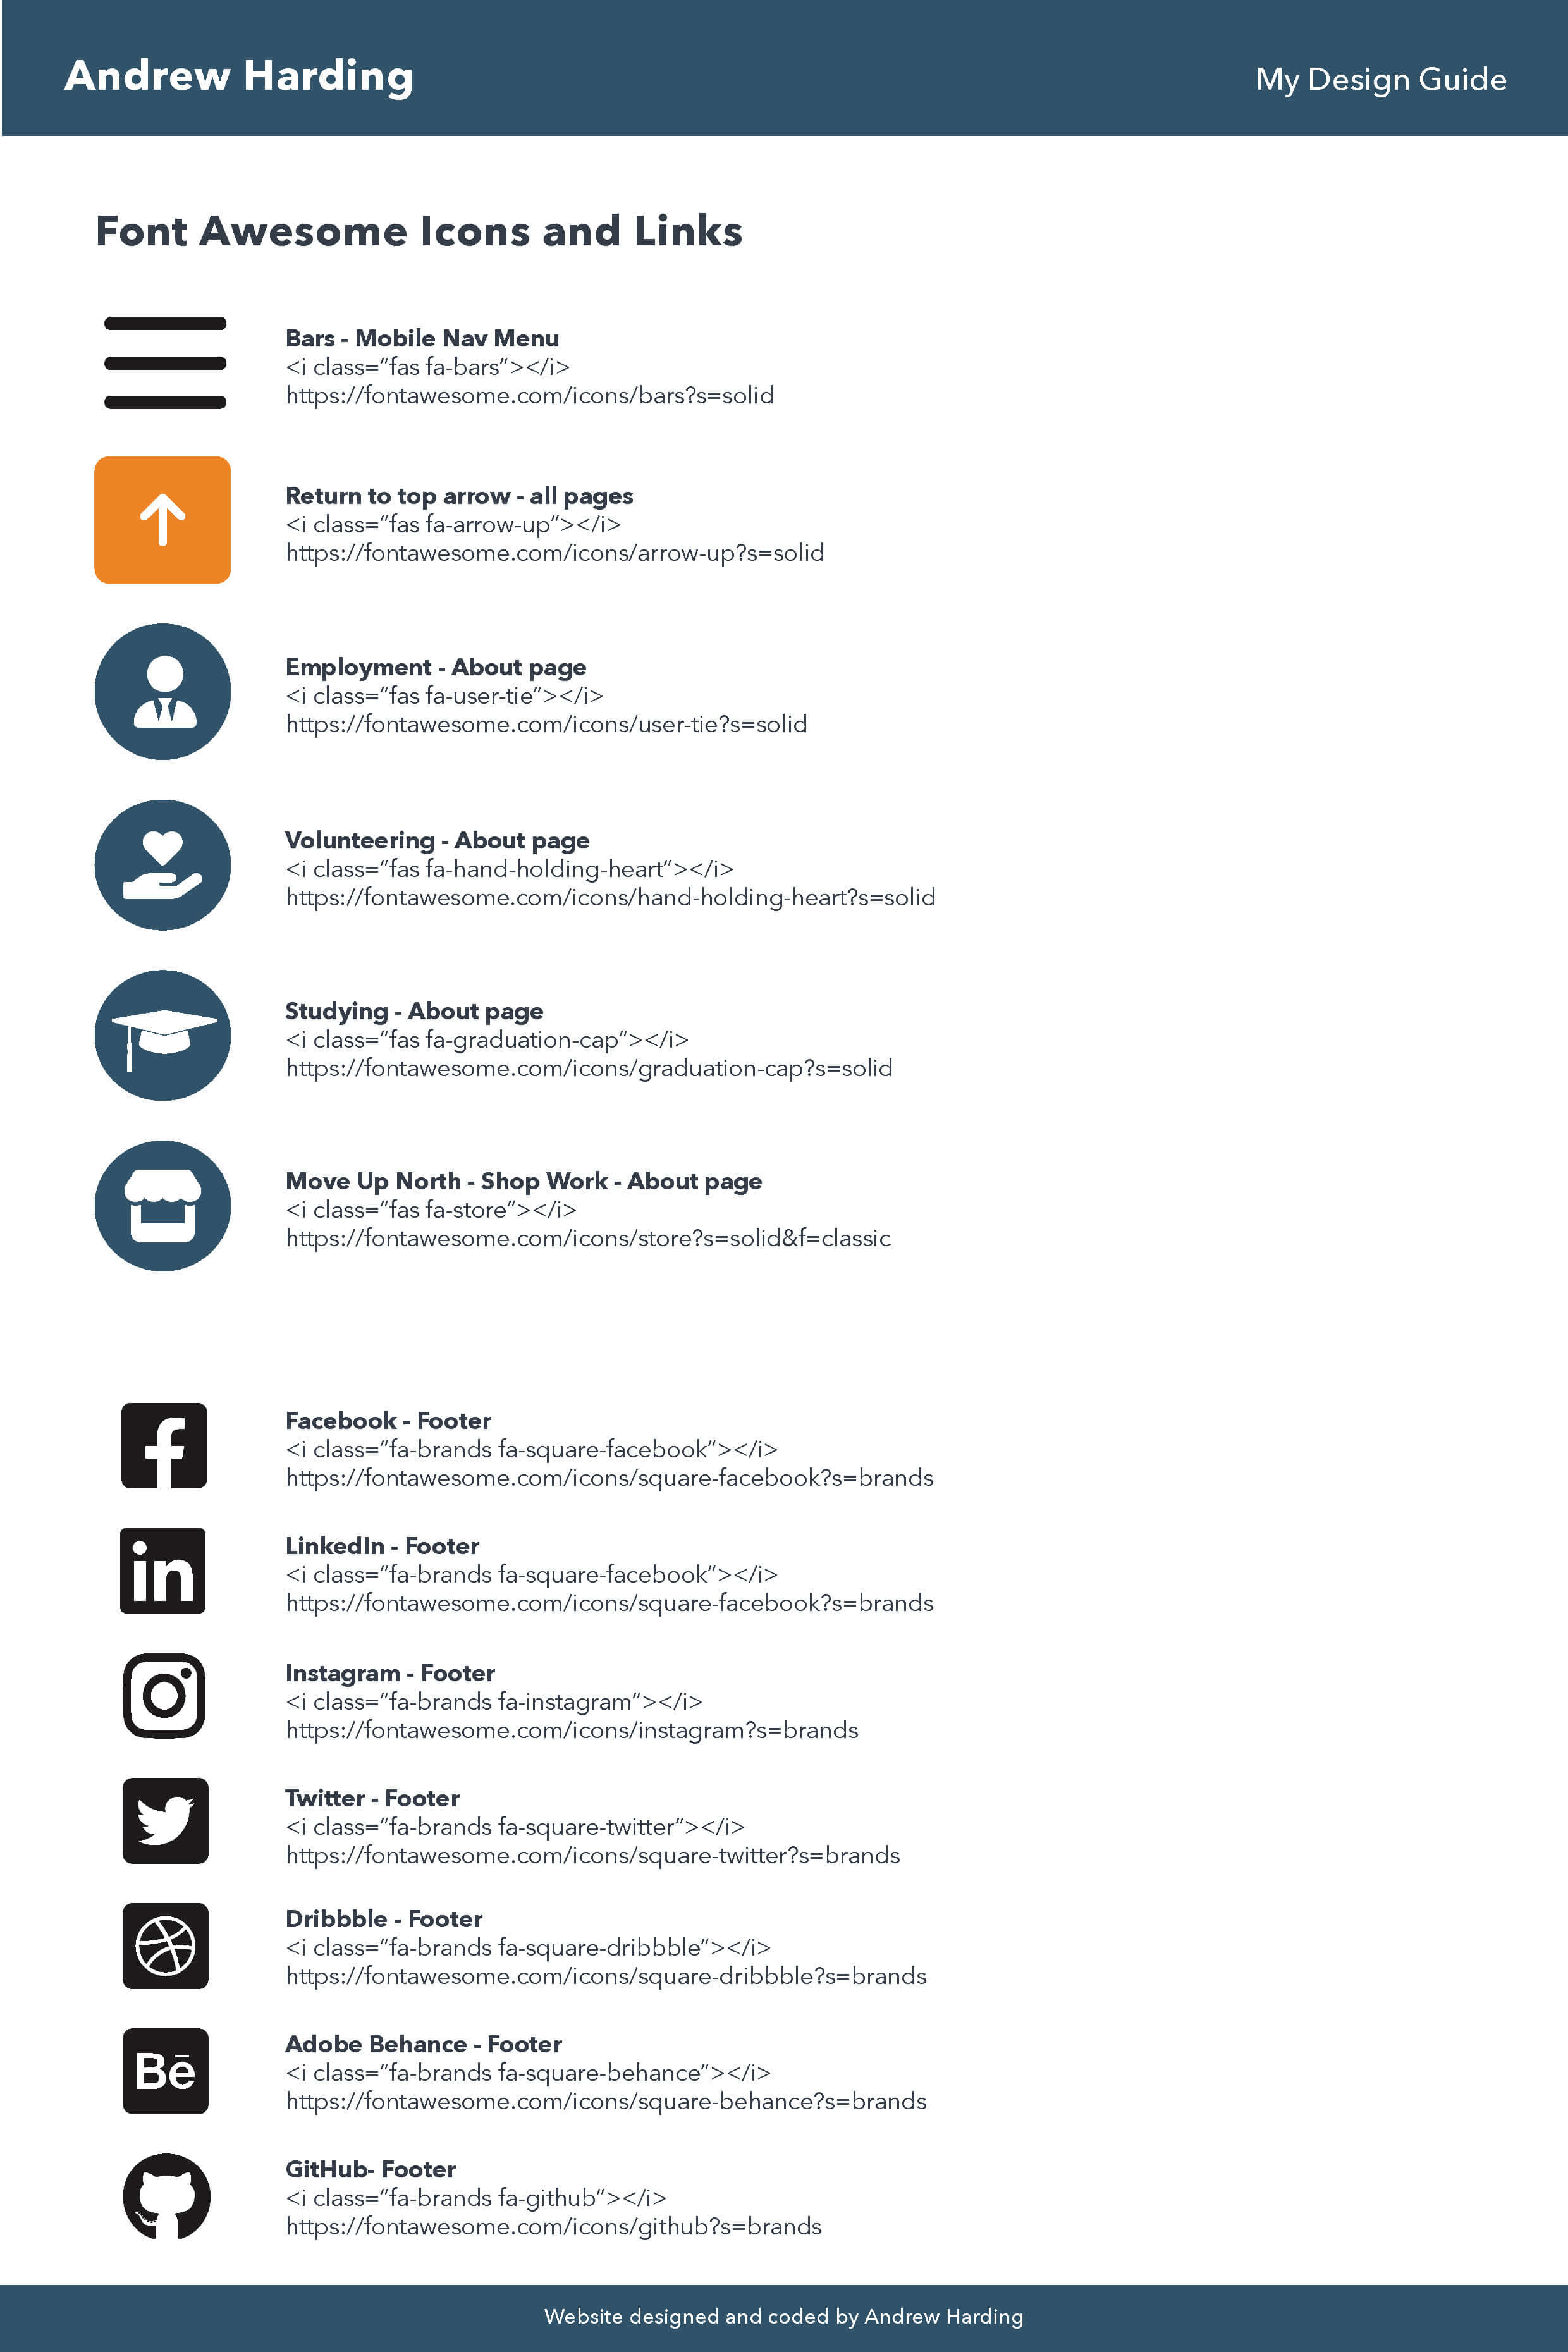 Andrew Harding
My Design Guide
Font Awesome Icons and Links
Bars - Mobile Nav Menu
<i class=”fas fa-bars”></i>
https://fontawesome.com/icons/bars?s=solid
Return to top arrow - all pages
<i class=”fas fa-arrow-up”></i>
https://fontawesome.com/icons/arrow-up?s=solid
Employment - About page
<i class=”fas fa-user-tie”></i>
https://fontawesome.com/icons/user-tie?s=solid
Volunteering - About page
<i class=”fas fa-hand-holding-heart”></i>
https://fontawesome.com/icons/hand-holding-heart?s=solid
Studying - About page
<i class=”fas fa-graduation-cap”></i>
https://fontawesome.com/icons/graduation-cap?s=solid
Move Up North - Shop Work - About page
<i class=”fas fa-store”></i>
https://fontawesome.com/icons/store?s=solid&f=classic
Facebook - Footer
<i class=”fa-brands fa-square-facebook”></i>
https://fontawesome.com/icons/square-facebook?s=brands
in
LinkedIn - Footer
<i class=”fa-brands fa-square-facebook”></i>
https://fontawesome.com/icons/square-facebook?s=brands
Instagram - Footer
<i class=”fa-brands fa-instagram”></i>
https://fontawesome.com/icons/instagram?s=brands
Twitter - Footer
<i class=”fa-brands fa-square-twitter”></i>
https://fontawesome.com/icons/square-twitter?s=brands
Dribbble - Footer
<i class=”fa-brands fa-square-dribbble”></i>
https://fontawesome.com/icons/square-dribbble?s=brands
Bē
Adobe Behance - Footer
<i class=”fa-brands fa-square-behance”></i>
https://fontawesome.com/icons/square-behance?s=brands
GitHub- Footer
<i class=”fa-brands fa-github”></i>
https://fontawesome.com/icons/github?s=brands
Website designed and coded by Andrew Harding